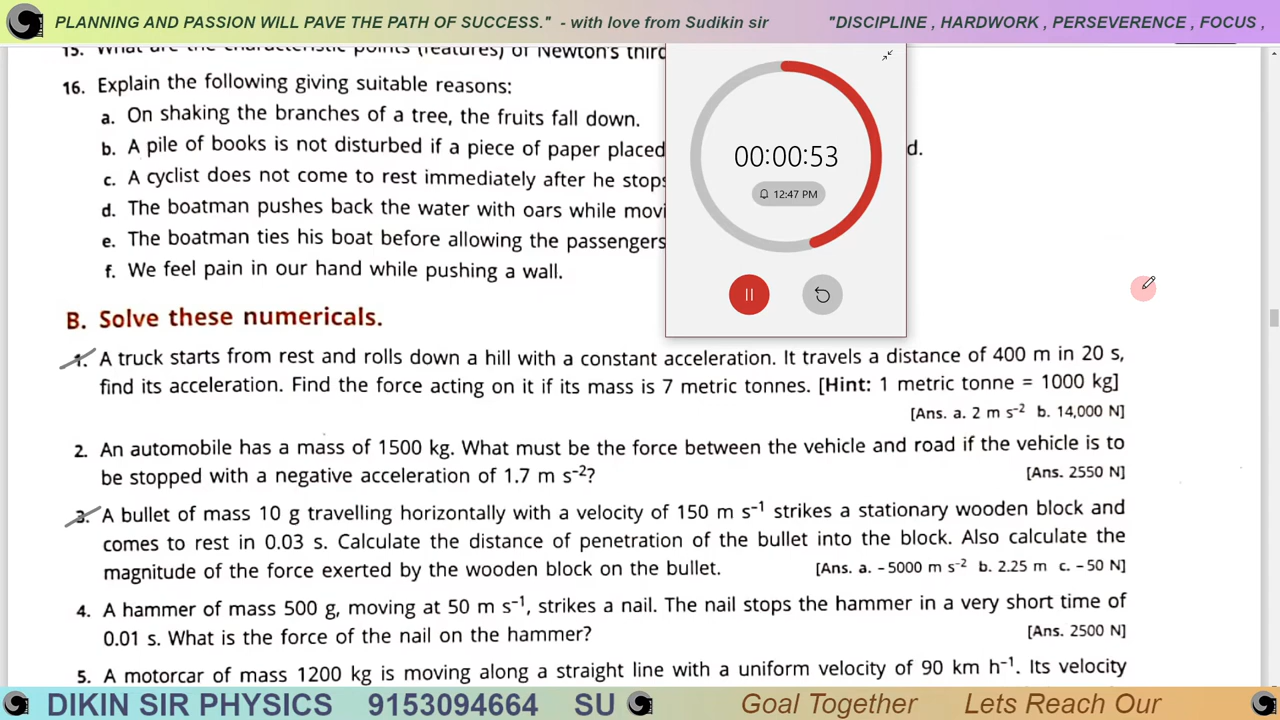 PLANNING AND PASSION WILL PAVE THE PATH OF SUCCESS." - with love from Sudikin sir "DISCIPLINE , HARDWORK , PERSEVERENCE , FOCUS ,
15. What are the characteristic points (features) of Newton's third
16. Explain the following giving suitable reasons:
a. On shaking the branches of a tree, the fruits fall down.
b. A pile of books is not disturbed if a piece of paper placed d.
c. A cyclist does not come to rest immediately after he stops
d. The boatman pushes back the water with oars while movi
e. The boatman ties his boat before allowing the passengers
f. We feel pain in our hand while pushing a wall.
00:00:53
12:47 PM
B. Solve these numericals.
1. A truck starts from rest and rolls down a hill with a constant acceleration. It travels a distance of 400 m in 20 s,
find its acceleration. Find the force acting on it if its mass is 7 metric tonnes. [Hint: 1 metric tonne = 1000 kg]
[Ans. a. 2 m s⁻² b. 14,000 N]
2. An automobile has a mass of 1500 kg. What must be the force between the vehicle and road if the vehicle is to
be stopped with a negative acceleration of 1.7 m s⁻²? [Ans. 2550 N]
3. A bullet of mass 10 g travelling horizontally with a velocity of 150 m s⁻¹ strikes a stationary wooden block and
comes to rest in 0.03 s. Calculate the distance of penetration of the bullet into the block. Also calculate the
magnitude of the force exerted by the wooden block on the bullet. [Ans. a. -5000 m s⁻² b. 2.25 m c. -50 N]
4. A hammer of mass 500 g, moving at 50 m s⁻¹, strikes a nail. The nail stops the hammer in a very short time of
0.01 s. What is the force of the nail on the hammer? [Ans. 2500 N]
5. A motorcar of mass 1200 kg is moving along a straight line with a uniform velocity of 90 km h⁻¹. Its velocity
DIKIN SIR PHYSICS 9153094664 SU Goal Together Lets Reach Our